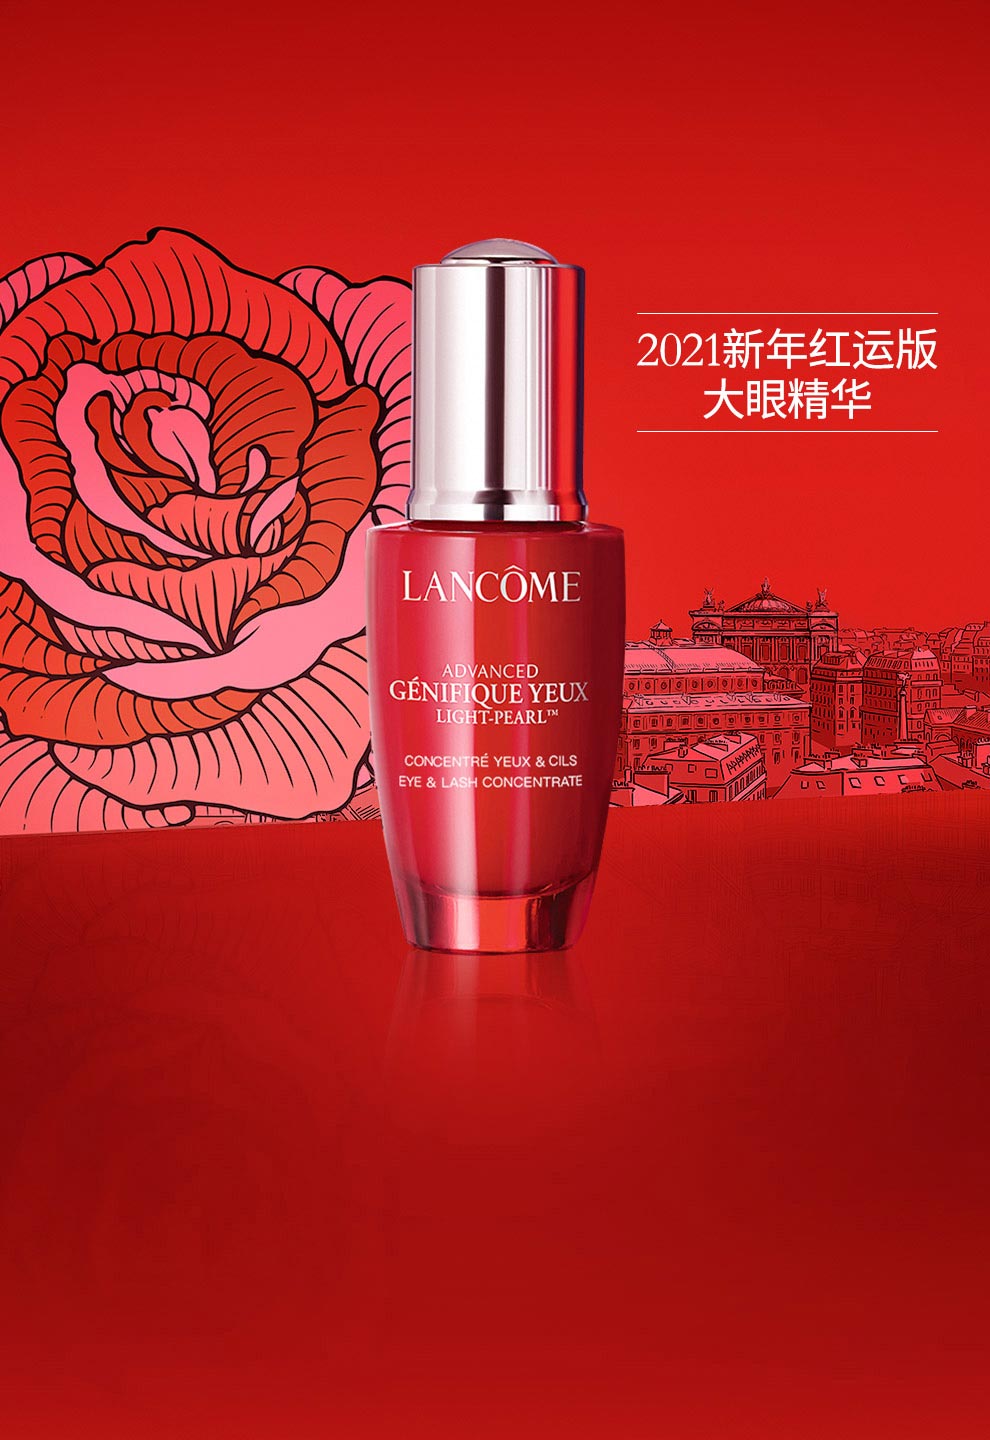 2021新年红运版
大眼精华
LANCÔME
ADVANCED
GÉNIFIQUE YEUX
LIGHT-PEARL™
CONCENTRÉ YEUX & CILS
EYE & LASH CONCENTRATE